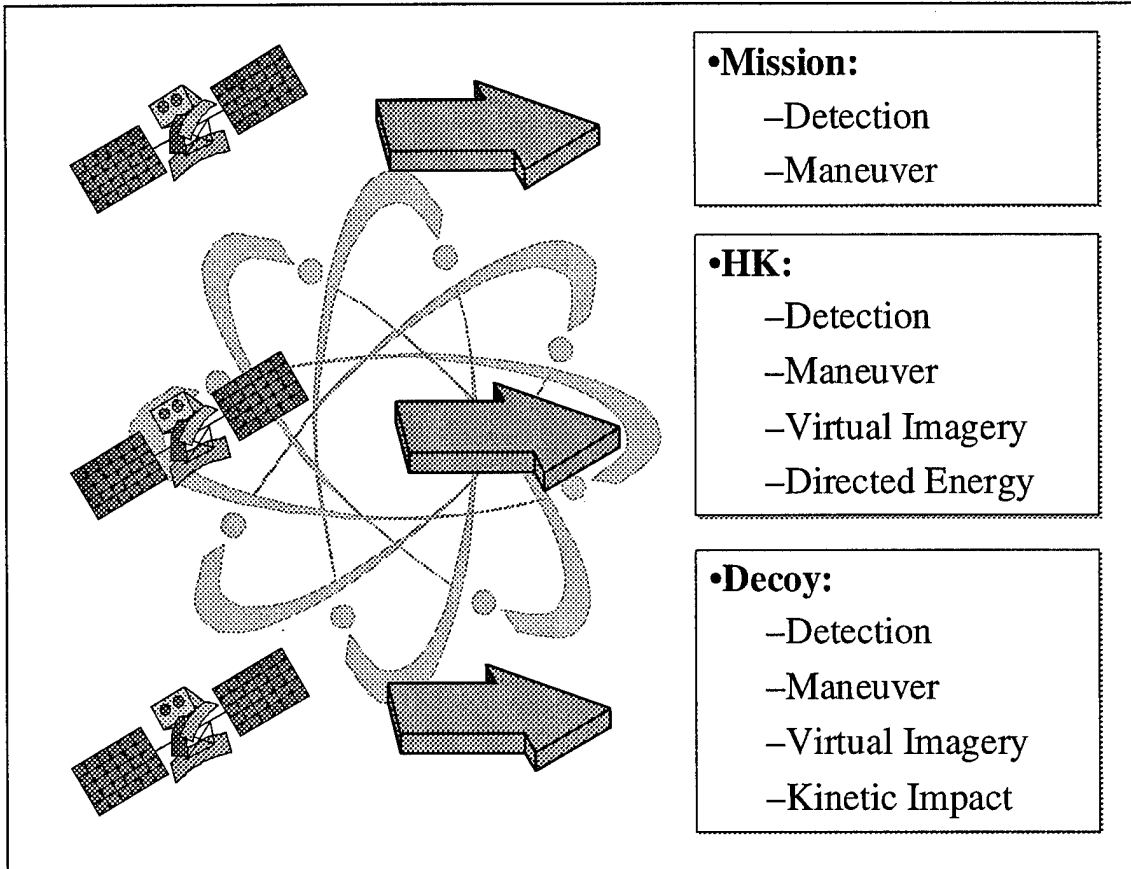 •Mission:
–Detection
–Maneuver
•HK:
–Detection
–Maneuver
–Virtual Imagery
–Directed Energy
•Decoy:
–Detection
–Maneuver
–Virtual Imagery
–Kinetic Impact